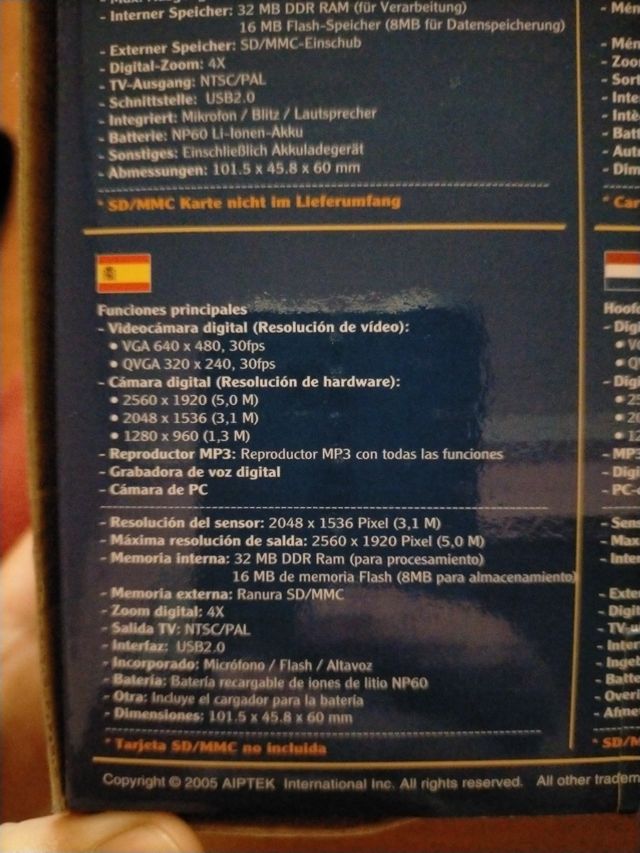 - Interner Speicher: 32 MB DDR RAM (für Verarbeitung)
16 MB Flash-Speicher (8MB für Datenspeicherung)
- Externer Speicher: SD/MMC-Einschub
- Digital-Zoom: 4X
- TV-Ausgang: NTSC/PAL
- Schnittstelle: USB2.0
- Integriert: Mikrofon / Blitz / Lautsprecher
- Batterie: NP60 Li-Ionen-Akku
- Sonstiges: Einschließlich Akkuladegerät
- Abmessungen: 101.5 x 45.8 x 60 mm
* SD/MMC Karte nicht im Lieferumfang
Funciones principales
- Videocámara digital (Resolución de vídeo):
• VGA 640 x 480, 30fps
• QVGA 320 x 240, 30fps
- Cámara digital (Resolución de hardware):
• 2560 x 1920 (5,0 M)
• 2048 x 1536 (3,1 M)
• 1280 x 960 (1,3 M)
- Reproductor MP3: Reproductor MP3 con todas las funciones
- Grabadora de voz digital
- Cámara de PC
- Resolución del sensor: 2048 x 1536 Pixel (3,1 M)
- Máxima resolución de salda: 2560 x 1920 Pixel (5,0 M)
- Memoria interna: 32 MB DDR Ram (para procesamiento)
16 MB de memoria Flash (8MB para almacenamiento)
- Memoria externa: Ranura SD/MMC
- Zoom digital: 4X
- Salida TV: NTSC/PAL
- Interfaz: USB2.0
- Incorporado: Micrófono / Flash / Altavoz
- Batería: Batería recargable de iones de litio NP60
- Otra: Incluye el cargador para la batería
- Dimensiones: 101.5 x 45.8 x 60 mm
* Tarjeta SD/MMC no incluida
Copyright © 2005 AIPTEK International Inc. All rights reserved. All other